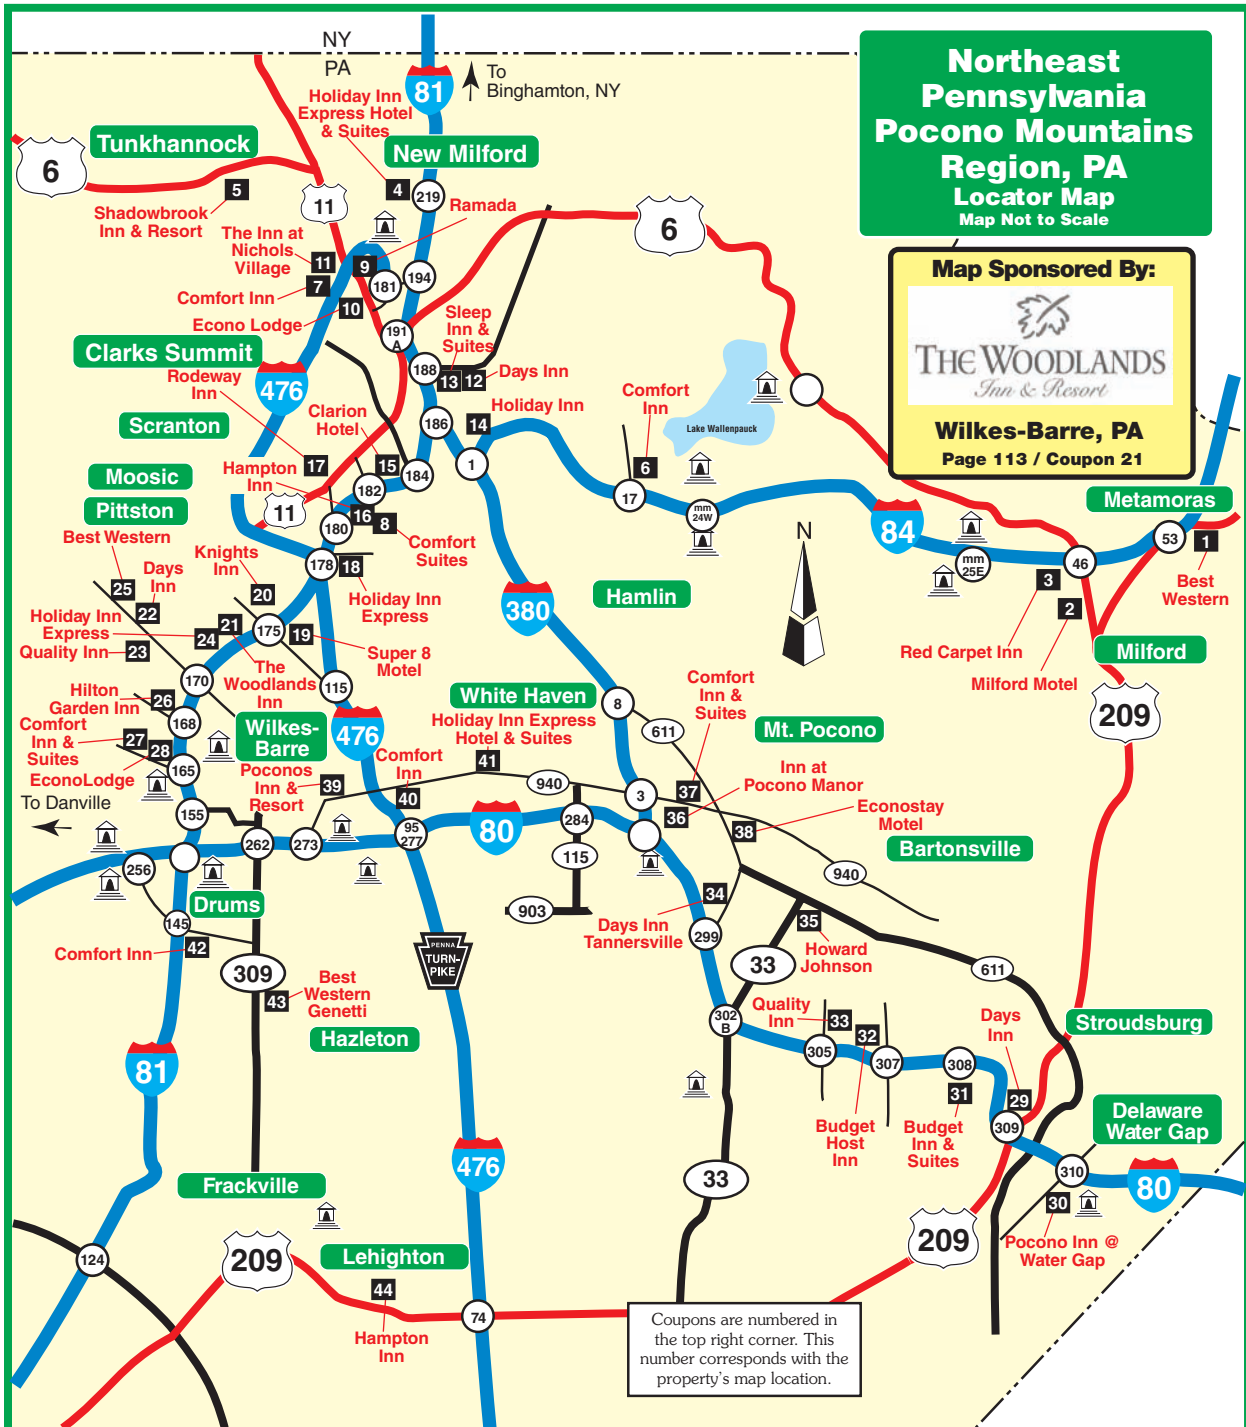 NY
PA
81
To
Binghamton, NY
Northeast
Pennsylvania
Pocono Mountains
Region, PA
Locator Map
Map Not to Scale
Map Sponsored By:
THE WOODLANDS
Inn & Resort
Wilkes-Barre, PA
Page 113 / Coupon 21
Holiday Inn
Express Hotel
& Suites
Tunkhannock
New Milford
6
5
4
219
Shadowbrook
Inn & Resort
11
Ramada
6
The Inn at
Nichols
Village
11
9
194
7
181
Comfort Inn
10
Econo Lodge
Sleep
Inn &
Suites
191
A
Clarks Summit
188
13
12
Days Inn
Rodeway
Inn
476
Comfort
Inn
Lake Wallenpauck
Clarion
Hotel
Holiday Inn
Scranton
186
14
Moosic
Hampton
Inn
17
15
184
1
6
182
17
Metamoras
Pittston
11
16
8
mm
24W
84
Best Western
180
Comfort
Suites
N
53
1
Knights
Inn
Days
Inn
178
18
mm
25E
46
Best
Western
25
20
Holiday Inn
Express
380
Hamlin
3
2
22
Holiday Inn
Express
21
24
175
19
Quality Inn
23
Super 8
Motel
Red Carpet Inn
Milford
The
Woodlands
Inn
170
115
Comfort
Inn &
Suites
Milford Motel
Hilton
Garden Inn
26
White Haven
8
209
168
Wilkes-
Barre
476
Holiday Inn Express
Hotel & Suites
611
Mt. Pocono
Comfort
Inn &
Suites
27
28
EconoLodge
165
Poconos
Inn &
Resort
39
Comfort
Inn
40
41
940
37
Inn at
Pocono Manor
To Danville
3
36
Econostay
Motel
155
80
284
38
262
273
95
277
Bartonsville
256
115
940
Drums
903
34
145
Days Inn
Tannersville
35
Comfort Inn
42
299
Howard
Johnson
PENNA
TURN-
PIKE
309
33
611
43
Best
Western
Genetti
Quality
Inn
33
Days
Inn
302
B
Stroudsburg
Hazleton
32
305
307
308
81
31
29
Budget
Host
Inn
Budget
Inn &
Suites
309
Delaware
Water Gap
476
33
310
80
Frackville
30
209
Pocono Inn @
Water Gap
124
209
Lehighton
44
Hampton
Inn
74
Coupons are numbered in
the top right corner. This
number corresponds with the
property's map location.